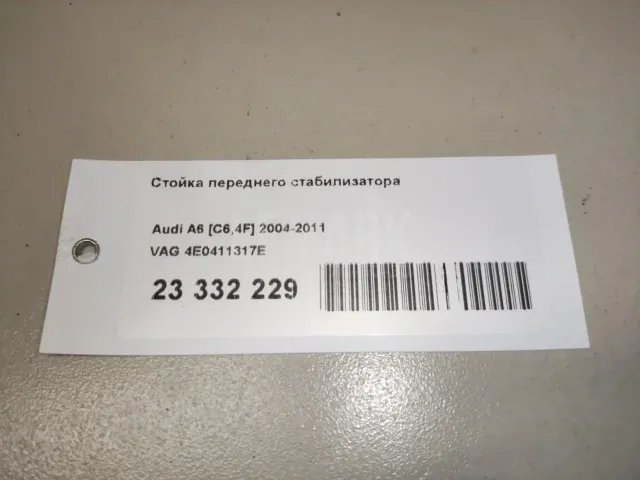 Стойка переднего стабилизатора
Audi A6 [C6,4F] 2004-2011
VAG 4E0411317E
23 332 229